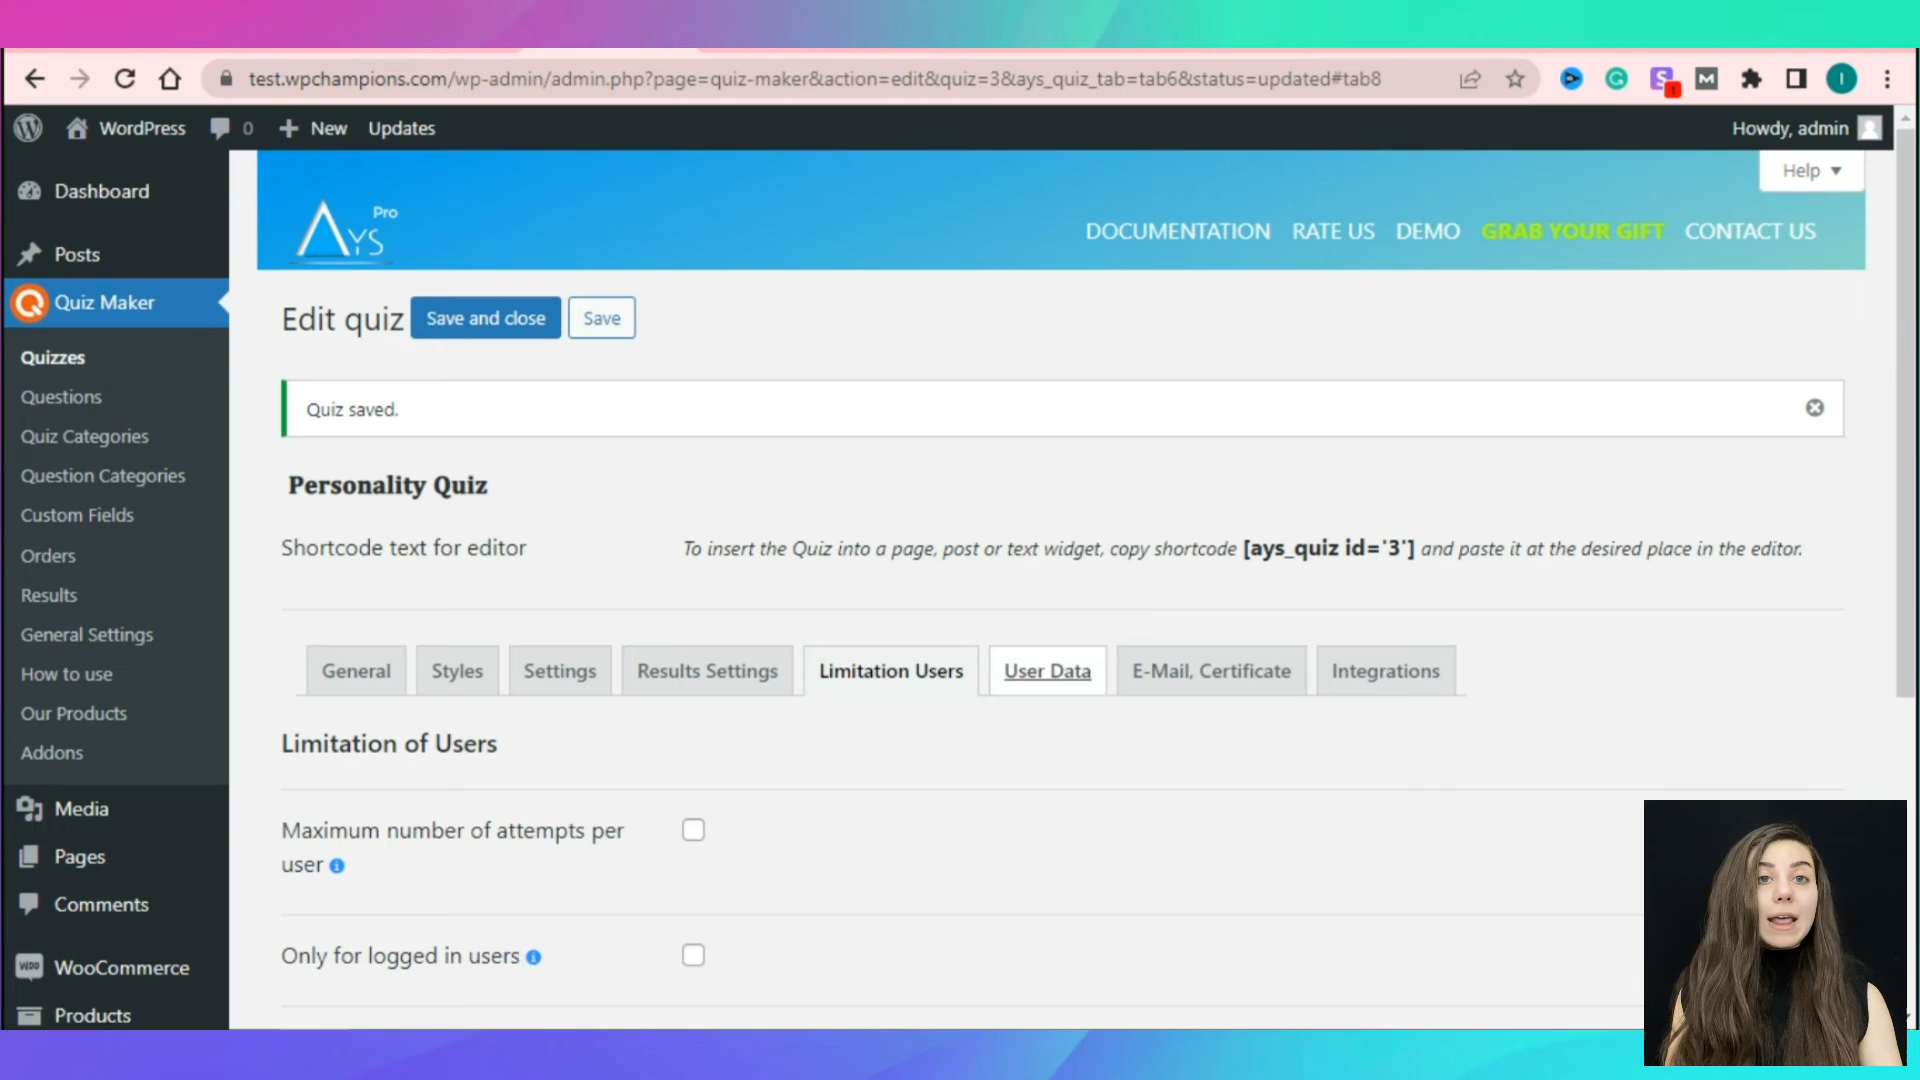 test.wpchampions.com/wp-admin/admin.php?page=quiz-maker&action=edit&quiz=3&ays_quiz_tab=tab6&status=updated#tab8
S 1 M I
WordPress 0 New Updates Howdy, admin
Help
Dashboard
Posts
Quiz Maker
Quizzes
Questions
Quiz Categories
Question Categories
Custom Fields
Orders
Results
General Settings
How to use
Our Products
Addons
Media
Pages
Comments
WooCommerce
Products
AYS Pro
DOCUMENTATION RATE US DEMO GRAB YOUR GIFT CONTACT US
Edit quiz Save and close Save
Quiz saved.
Personality Quiz
Shortcode text for editor To insert the Quiz into a page, post or text widget, copy shortcode [ays_quiz id='3'] and paste it at the desired place in the editor.
General Styles Settings Results Settings Limitation Users User Data E-Mail, Certificate Integrations
Limitation of Users
Maximum number of attempts per
user
Only for logged in users